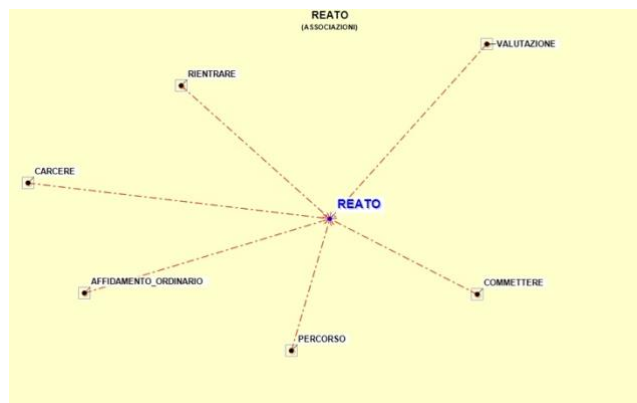 REATO
(ASSOCIAZIONI)
VALUTAZIONE
RIENTRARE
CARCERE
REATO
AFFIDAMENTO_ORDINARIO
COMMETTERE
PERCORSO